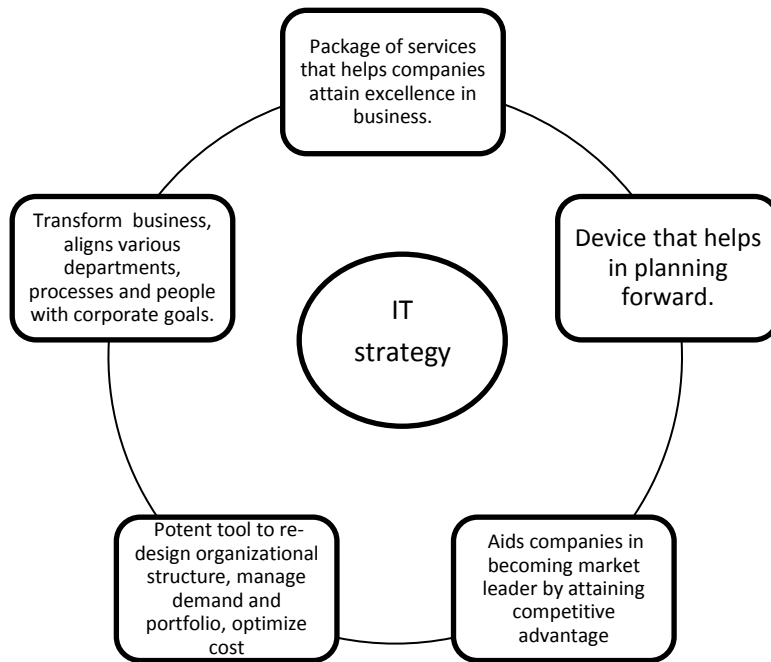 Package of services
that helps companies
attain excellence in
business.
Transform business,
aligns various
departments,
processes and people
with corporate goals.
Device that helps
in planning
forward.
IT
strategy
Potent tool to re-
design organizational
structure, manage
demand and
portfolio, optimize
cost
Aids companies in
becoming market
leader by attaining
competitive
advantage